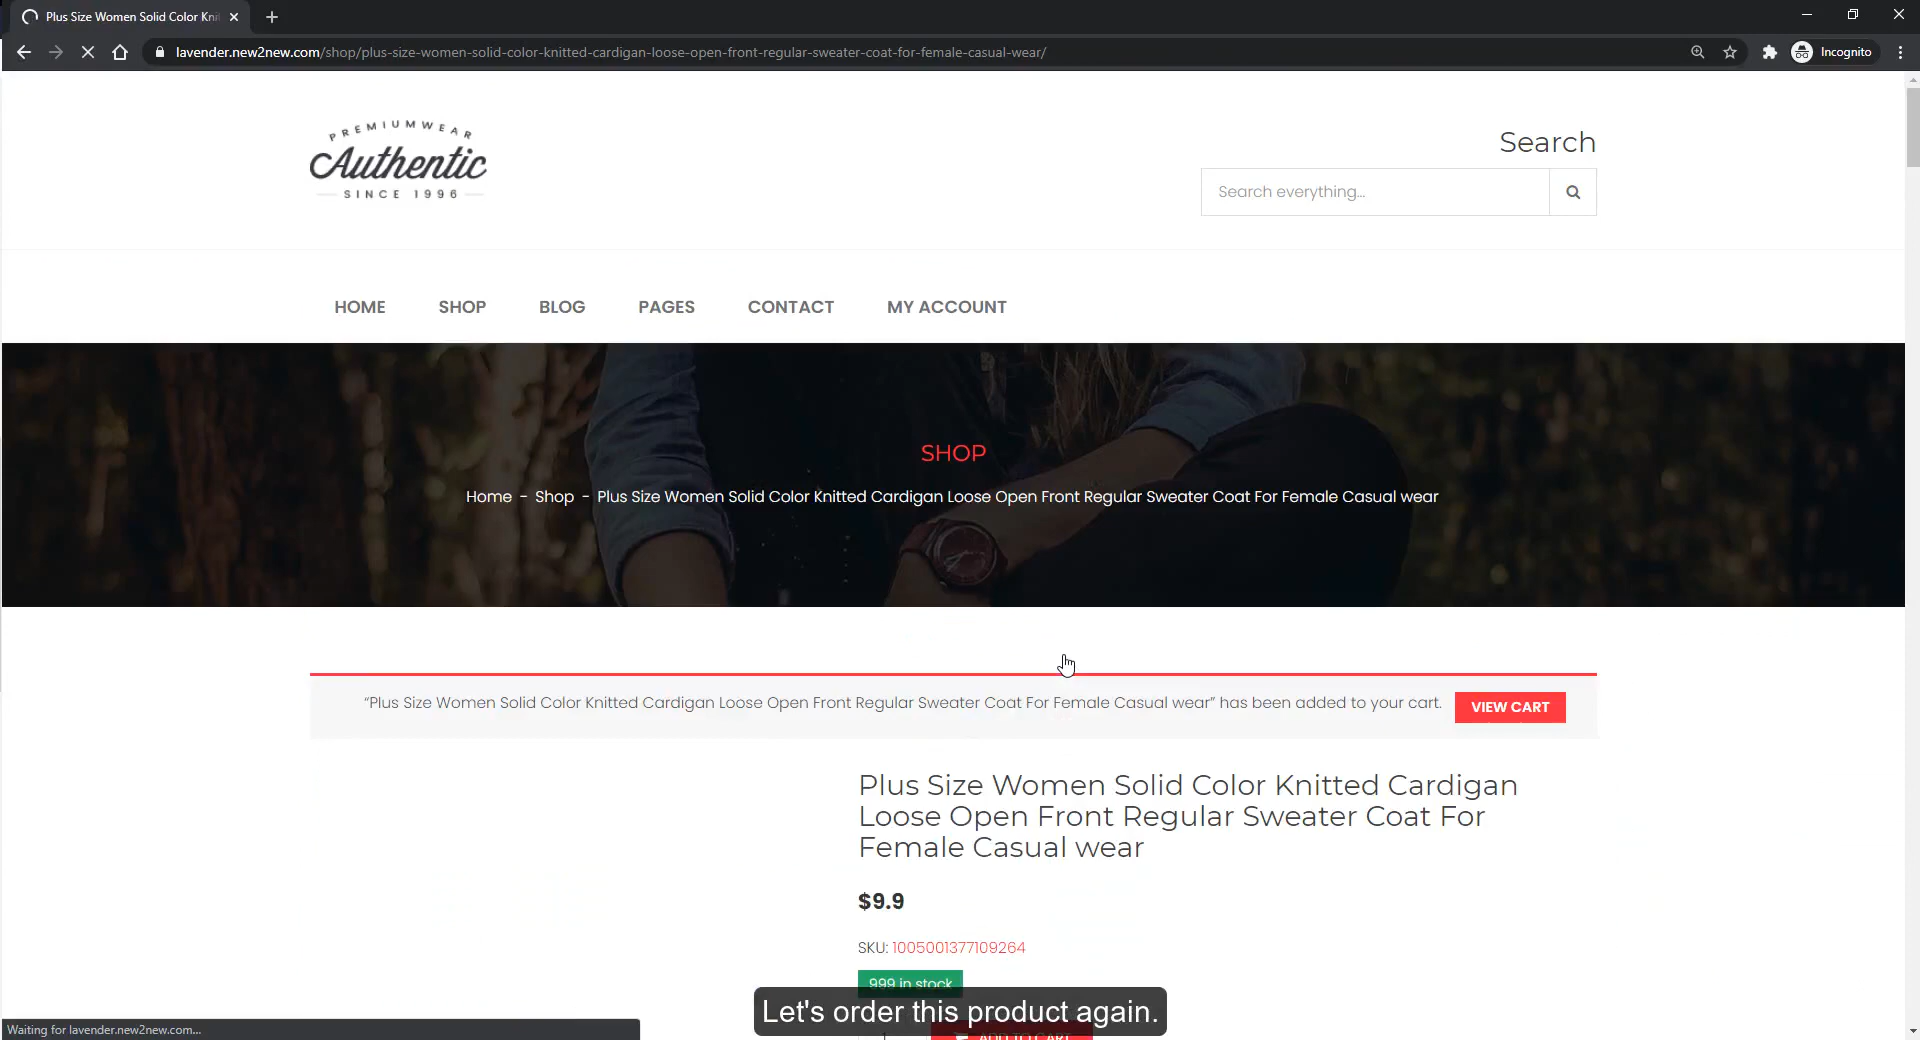 Plus Size Women Solid Color Kni
lavender.new2new.com/shop/plus-size-women-solid-color-knitted-cardigan-loose-open-front-regular-sweater-coat-for-female-casual-wear/
Incognito
PREMIUMWEAR
Authentic
SINCE 1996
Search
Search everything...
HOME
SHOP
BLOG
PAGES
CONTACT
MY ACCOUNT
SHOP
Home - Shop - Plus Size Women Solid Color Knitted Cardigan Loose Open Front Regular Sweater Coat For Female Casual wear
“Plus Size Women Solid Color Knitted Cardigan Loose Open Front Regular Sweater Coat For Female Casual wear” has been added to your cart.
VIEW CART
Plus Size Women Solid Color Knitted Cardigan
Loose Open Front Regular Sweater Coat For
Female Casual wear
$9.9
SKU: 1005001377109264
999 in stock
Let's order this product again.
ADD TO CART
Waiting for lavender.new2new.com...